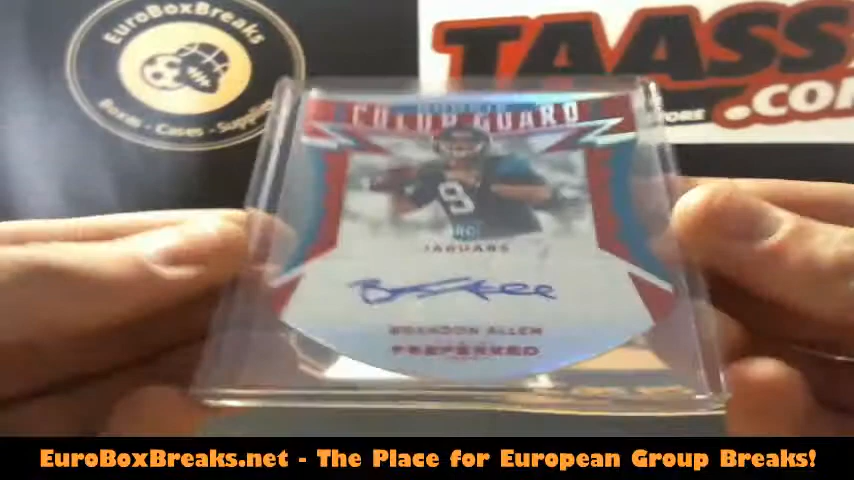 EuroBoxBreaks
Boxes - Cases - Supplies
TAASS
STORE .COM
COLOR GUARD
9
JAGUARS
BRANDON ALLEN
PREFERRED
EuroBoxBreaks.net - The Place for European Group Breaks!